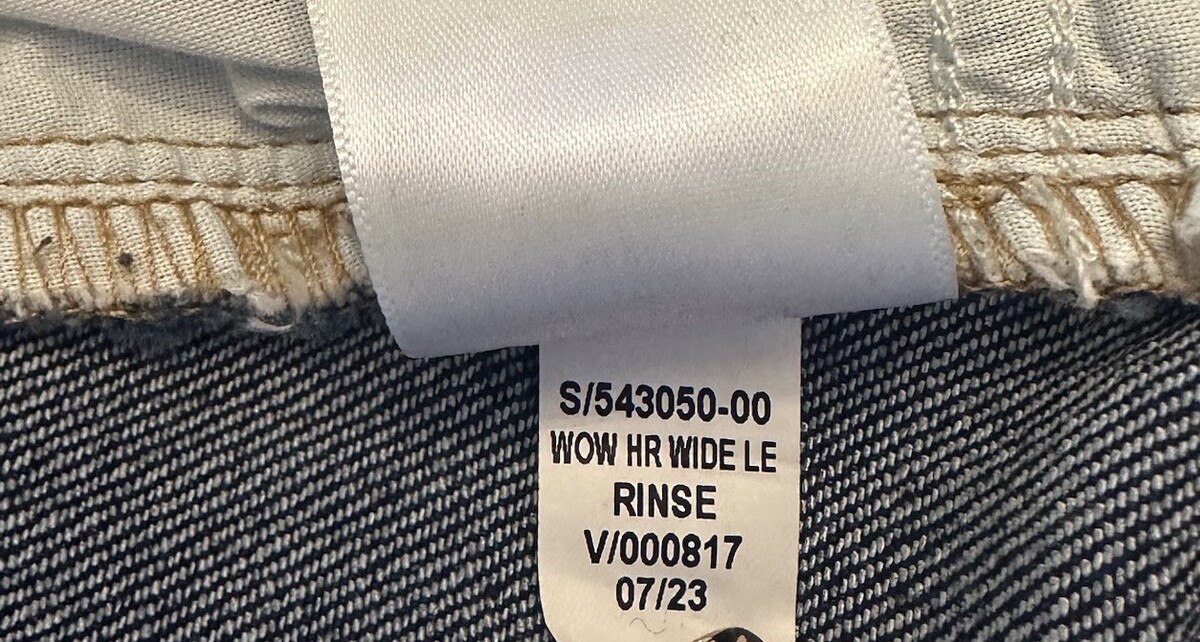 S/543050-00
WOW HR WIDE LE
RINSE
V/000817
07/23